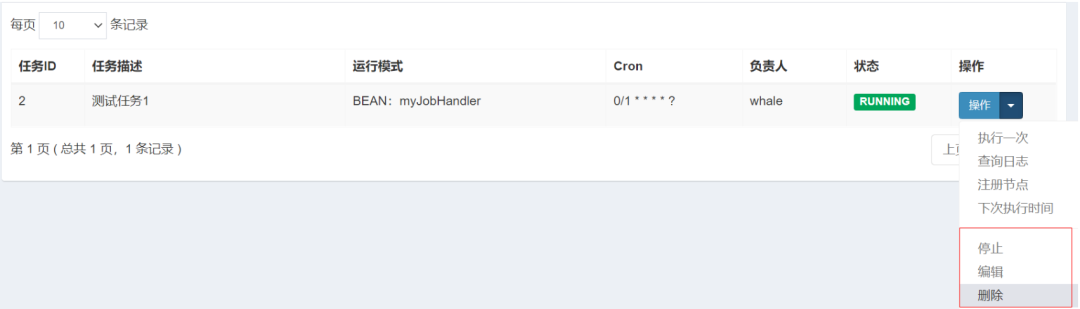 每页 10 条记录
任务ID 任务描述 运行模式 Cron 负责人 状态 操作
2 测试任务1 BEAN：myJobHandler 0/1 * * * * ? whale RUNNING 操作
第 1 页 ( 总共 1 页，1 条记录 ) 上
执行一次
查询日志
注册节点
下次执行时间
停止
编辑
删除